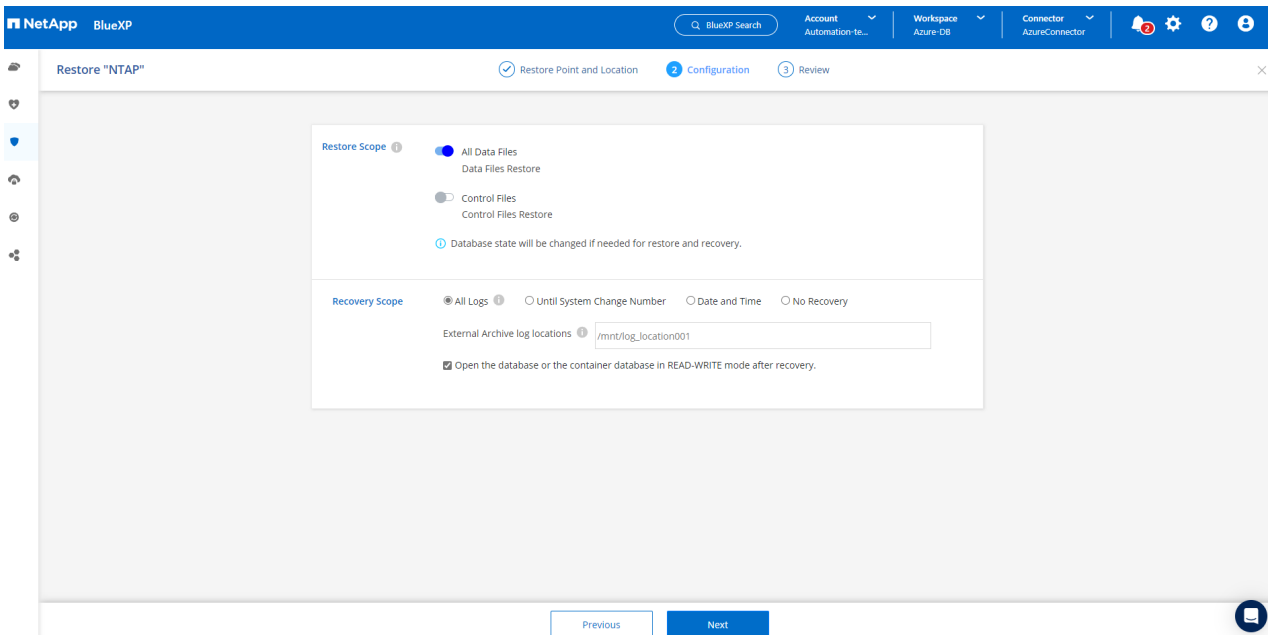 NetApp BlueXP
BlueXP Search
Account
Automation-te...
Workspace
Azure-DB
Connector
AzureConnector
2
?
Restore "NTAP"
Restore Point and Location
2 Configuration
3 Review
Restore Scope
All Data Files
Data Files Restore
Control Files
Control Files Restore
Database state will be changed if needed for restore and recovery.
Recovery Scope
All Logs
Until System Change Number
Date and Time
No Recovery
External Archive log locations
/mnt/log_location001
Open the database or the container database in READ-WRITE mode after recovery.
Previous
Next